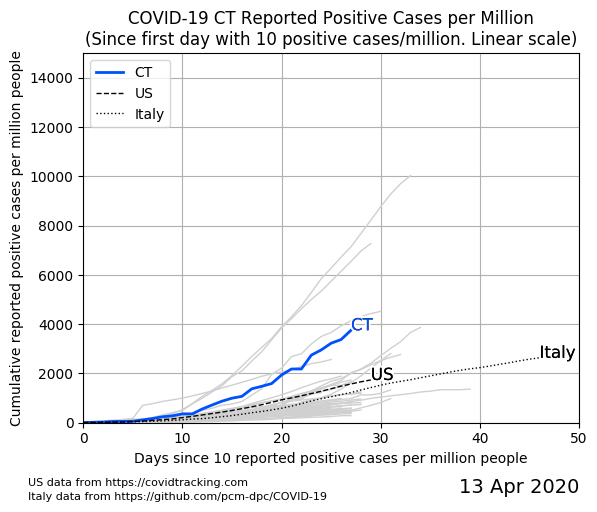 COVID-19 CT Reported Positive Cases per Million
(Since first day with 10 positive cases/million. Linear scale)
Cumulative reported positive cases per million people
14000
12000
10000
8000
6000
4000
2000
0
CT
US
Italy
CT
US
Italy
0 10 20 30 40 50
Days since 10 reported positive cases per million people
US data from https://covidtracking.com
Italy data from https://github.com/pcm-dpc/COVID-19
13 Apr 2020